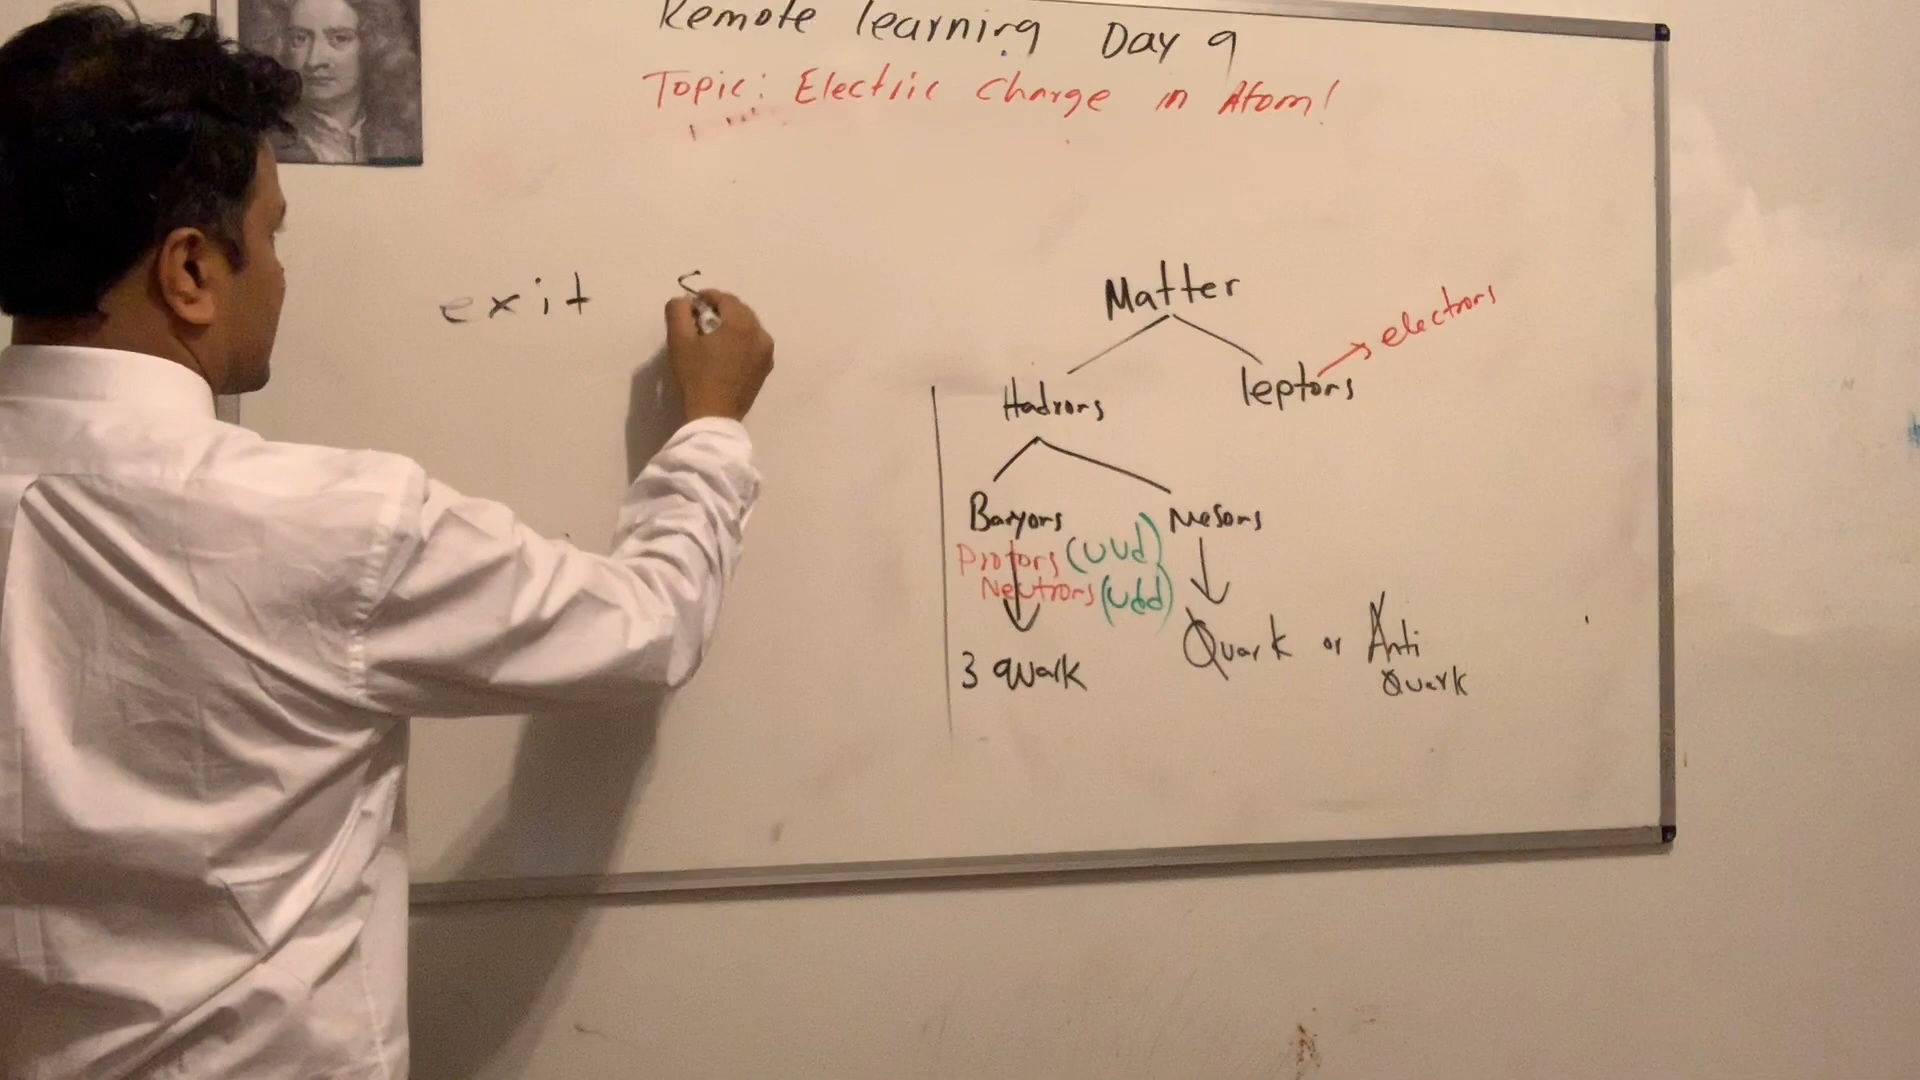 Remote learning Day 9
Topic: Electric Charge in Atom!
exit S
Matter
electrons
Hadrons
leptons
Baryons
Mesons
Protons (uud)
Neutrons (udd)
3 quark
Quark or Anti
Quark